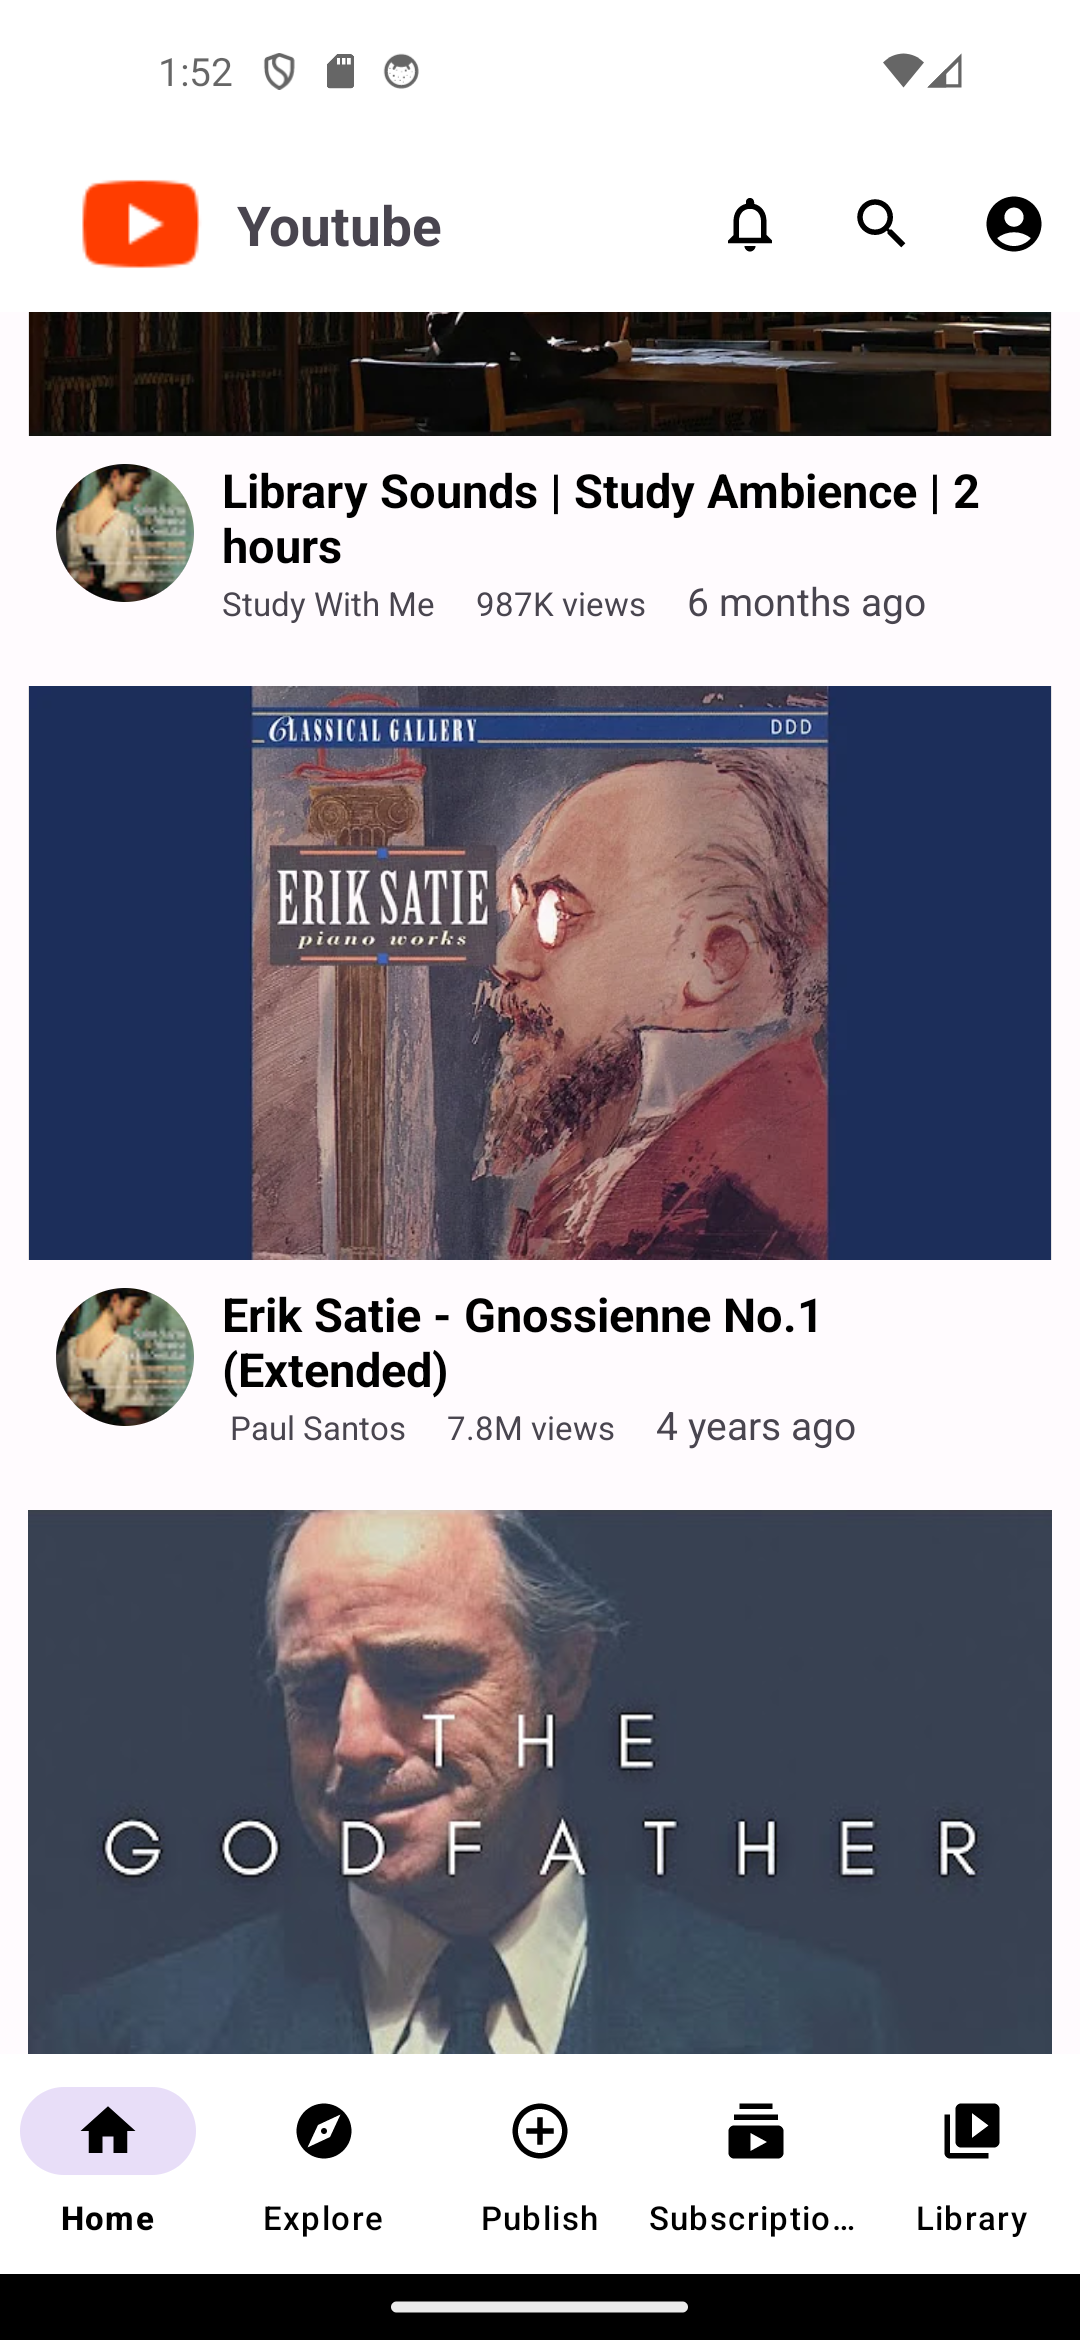 1:52
Youtube
Library Sounds | Study Ambience | 2
hours
Study With Me 987K views 6 months ago
CLASSICAL GALLERY DDD
ERIK SATIE
piano works
Erik Satie - Gnossienne No.1
(Extended)
Paul Santos 7.8M views 4 years ago
THE
GODFATHER
Home Explore Publish Subscriptio... Library